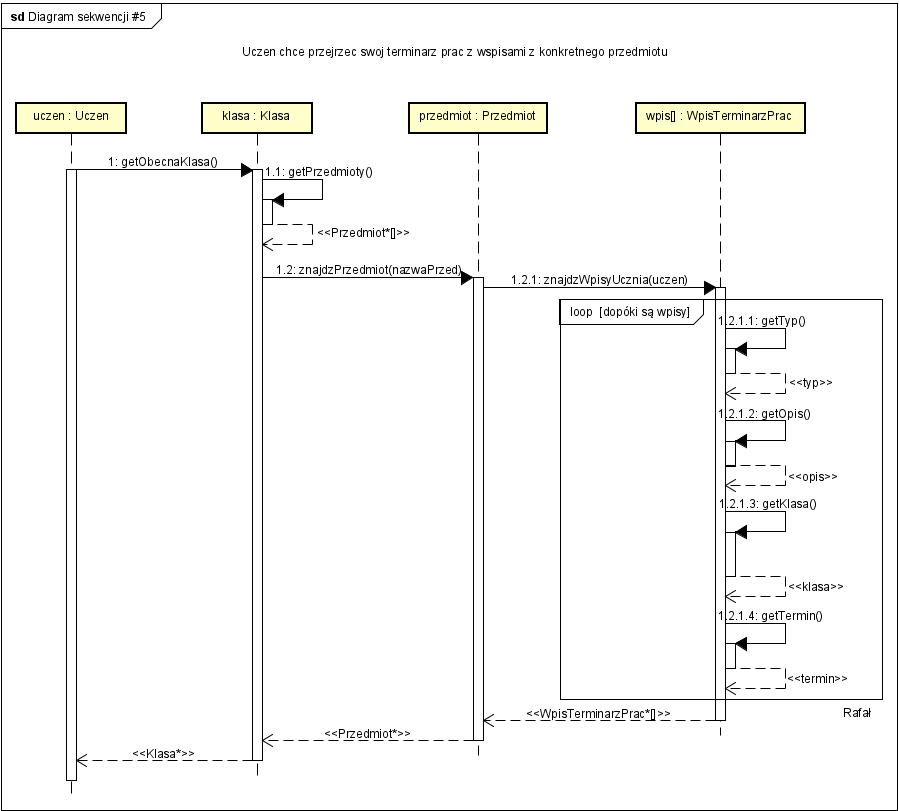 sd Diagram sekwencji #5
Uczen chce przejrzec swoj terminarz prac z wspisami z konkretnego przedmiotu
uczen : Uczen
klasa : Klasa
przedmiot : Przedmiot
wpis[] : WpisTerminarzPrac
1: getObecnaKlasa()
1.1: getPrzedmioty()
<<Przedmiot*[]>>
1.2: znajdzPrzedmiot(nazwaPrzed)
1.2.1: znajdzWpisyUcznia(uczen)
loop [dopóki są wpisy]
1.2.1.1: getTyp()
<<typ>>
1.2.1.2: getOpis()
<<opis>>
1.2.1.3: getKlasa()
<<klasa>>
1.2.1.4: getTermin()
<<termin>>
Rafał
<<WpisTerminarzPrac*[]>>
<<Przedmiot*>>
<<Klasa*>>